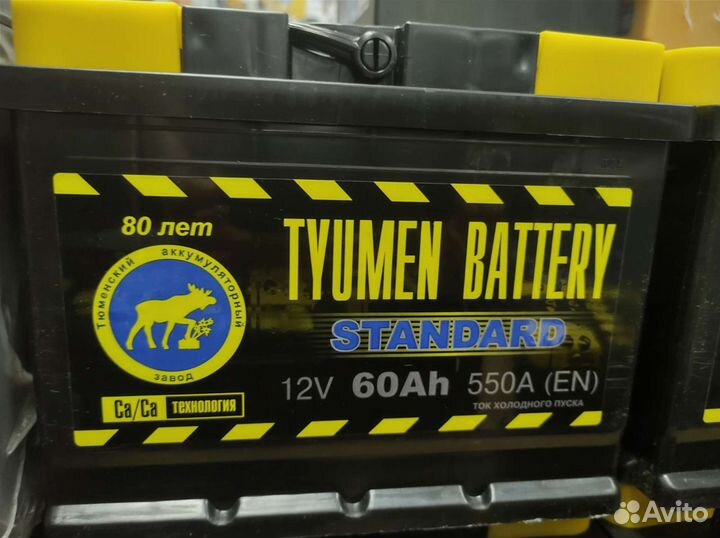 80 лет
TYUMEN BATTERY
Тюменский аккумуляторный
завод
STANDARD
12V 60Ah 550A (EN)
ТОК ХОЛОДНОГО ПУСКА
Ca/Ca ТЕХНОЛОГИЯ
Avito